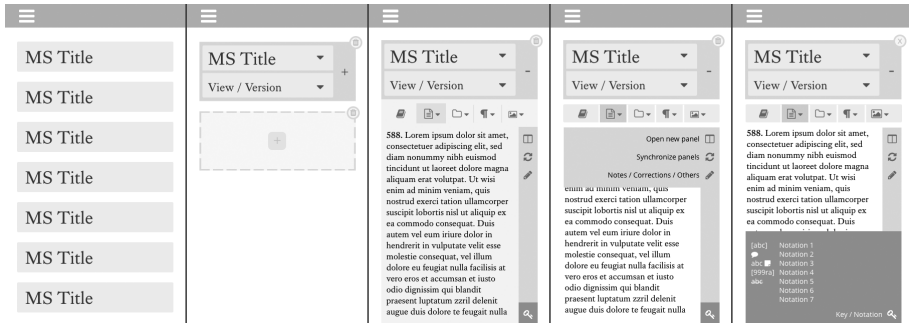 MS Title
MS Title
MS Title
MS Title
MS Title
MS Title
MS Title
MS Title
+
View / Version
+
MS Title
-
View / Version
588. Lorem ipsum dolor sit amet,
consectetuer adipiscing elit, sed
diam nonummy nibh euismod
tincidunt ut laoreet dolore magna
aliquam erat volutpat. Ut wisi
enim ad minim veniam, quis
nostrud exerci tation ullamcorper
suscipit lobortis nisl ut aliquip ex
ea commodo consequat. Duis
autem vel eum iriure dolor in
hendrerit in vulputate velit esse
molestie consequat, vel illum
dolore eu feugiat nulla facilisis at
vero eros et accumsan et iusto
odio dignissim qui blandit
praesent luptatum zzril delenit
augue duis dolore te feugait nulla
MS Title
-
View / Version
Open new panel
Synchronize panels
Notes / Corrections / Others
enim ad minim veniam, quis
nostrud exerci tation ullamcorper
suscipit lobortis nisl ut aliquip ex
ea commodo consequat. Duis
autem vel eum iriure dolor in
hendrerit in vulputate velit esse
molestie consequat, vel illum
dolore eu feugiat nulla facilisis at
vero eros et accumsan et iusto
odio dignissim qui blandit
praesent luptatum zzril delenit
augue duis dolore te feugait nulla
MS Title
-
View / Version
588. Lorem ipsum dolor sit amet,
consectetuer adipiscing elit, sed
diam nonummy nibh euismod
tincidunt ut laoreet dolore magna
aliquam erat volutpat. Ut wisi
enim ad minim veniam, quis
nostrud exerci tation ullamcorper
suscipit lobortis nisl ut aliquip ex
ea commodo consequat. Duis
[abc] Notation 1
Notation 2
abc Notation 3
[999ra] Notation 4
abc Notation 5
Notation 6
Notation 7
Key / Notation